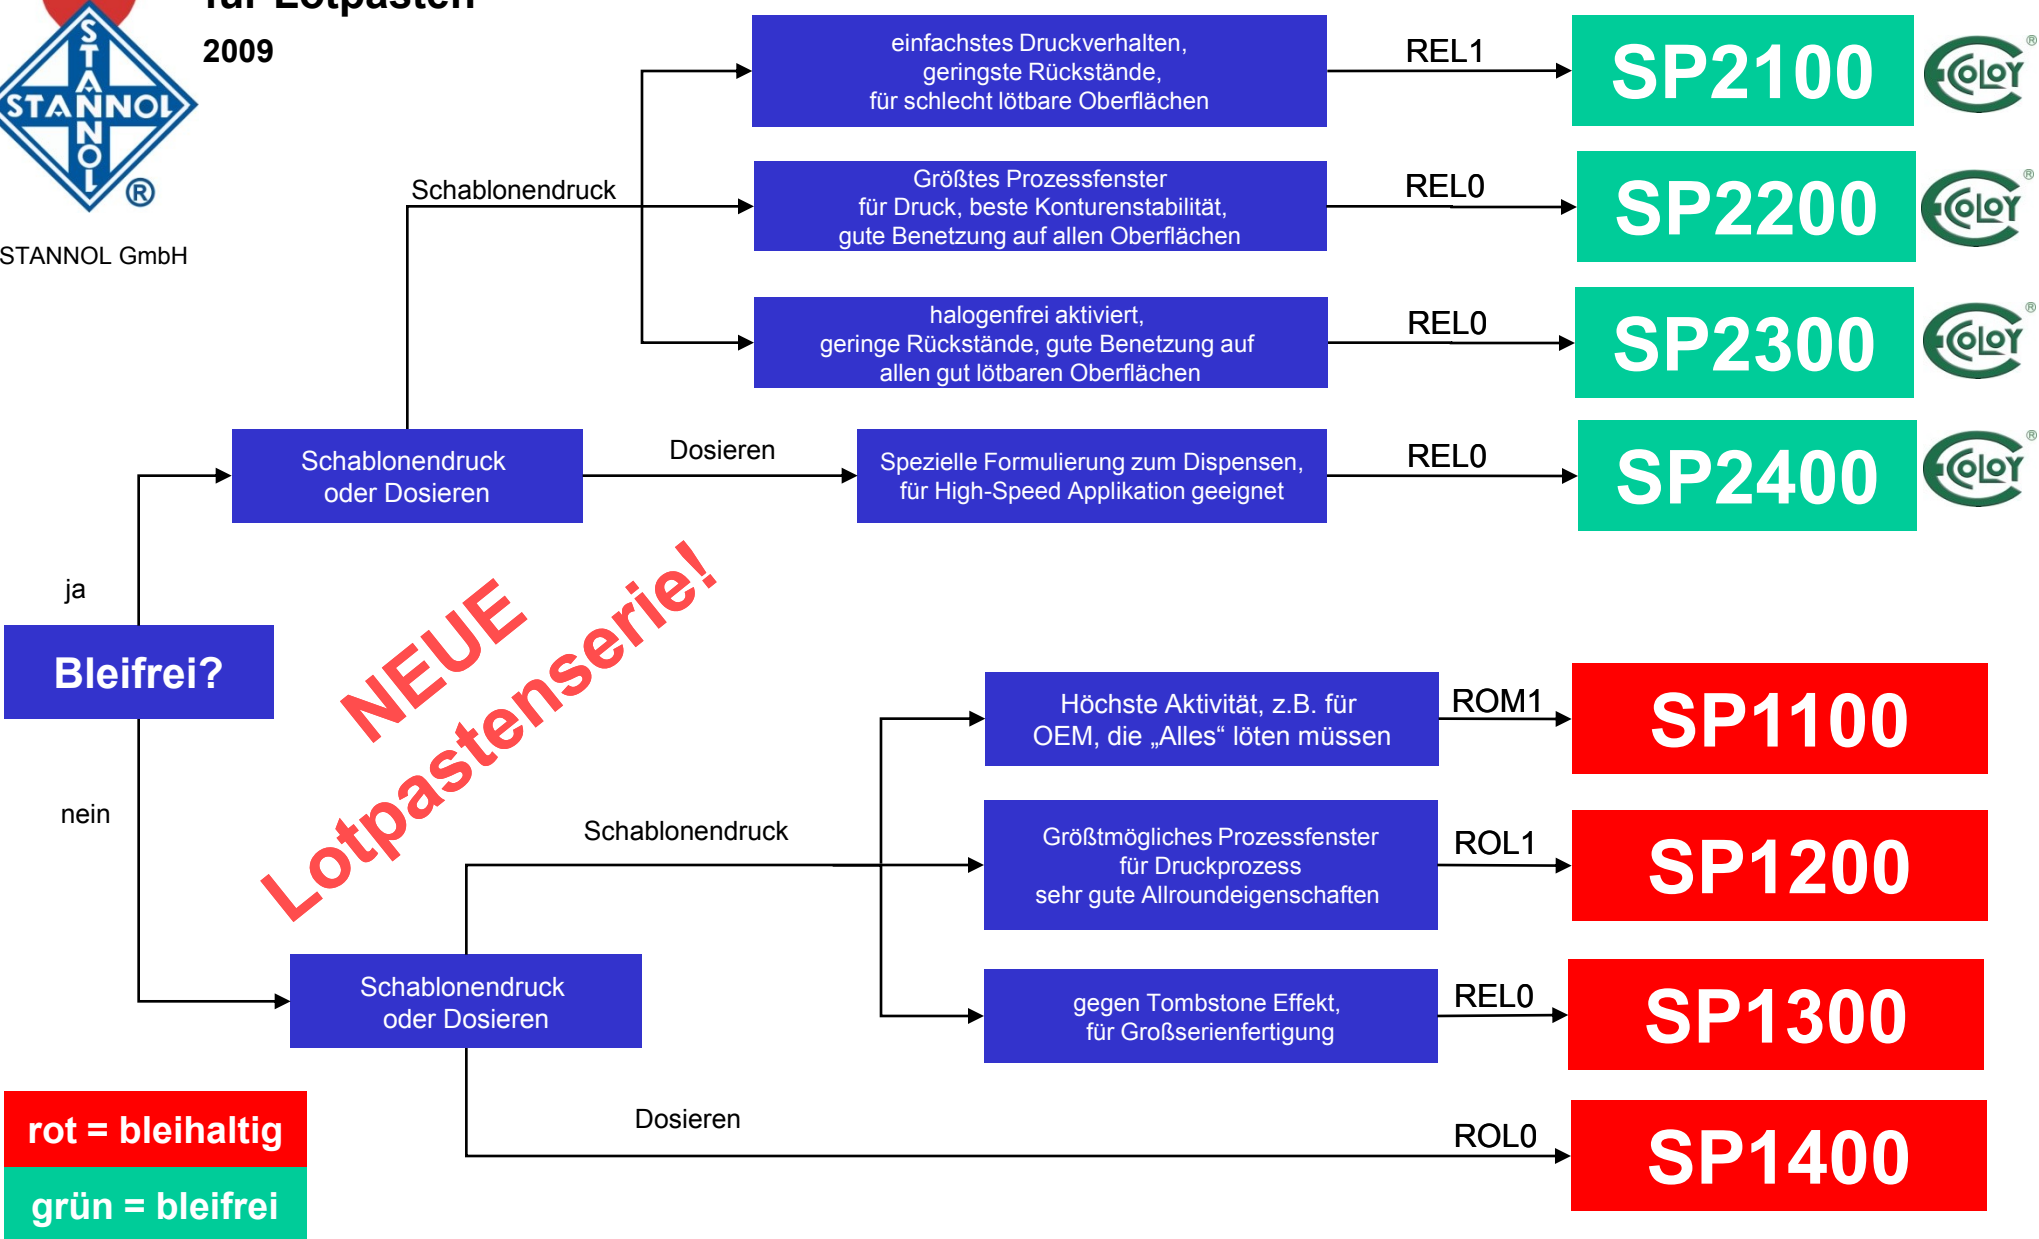 für Lotpasten
2009
STANNOL
STANNOL
®
STANNOL GmbH
einfachstes Druckverhalten,
geringste Rückstände,
für schlecht lötbare Oberflächen
REL1
SP2100
ECOLOY
®
Schablonendruck
Größtes Prozessfenster
für Druck, beste Konturenstabilität,
gute Benetzung auf allen Oberflächen
REL0
SP2200
ECOLOY
®
halogenfrei aktiviert,
geringe Rückstände, gute Benetzung auf
allen gut lötbaren Oberflächen
REL0
SP2300
ECOLOY
®
Schablonendruck
oder Dosieren
Dosieren
Spezielle Formulierung zum Dispensen,
für High-Speed Applikation geeignet
REL0
SP2400
ECOLOY
®
ja
Bleifrei?
nein
NEUE
Lotpastenserie!
Höchste Aktivität, z.B. für
OEM, die „Alles“ löten müssen
ROM1
SP1100
Schablonendruck
Größtmögliches Prozessfenster
für Druckprozess
sehr gute Allroundeigenschaften
ROL1
SP1200
Schablonendruck
oder Dosieren
gegen Tombstone Effekt,
für Großserienfertigung
REL0
SP1300
Dosieren
ROL0
SP1400
rot = bleihaltig
grün = bleifrei